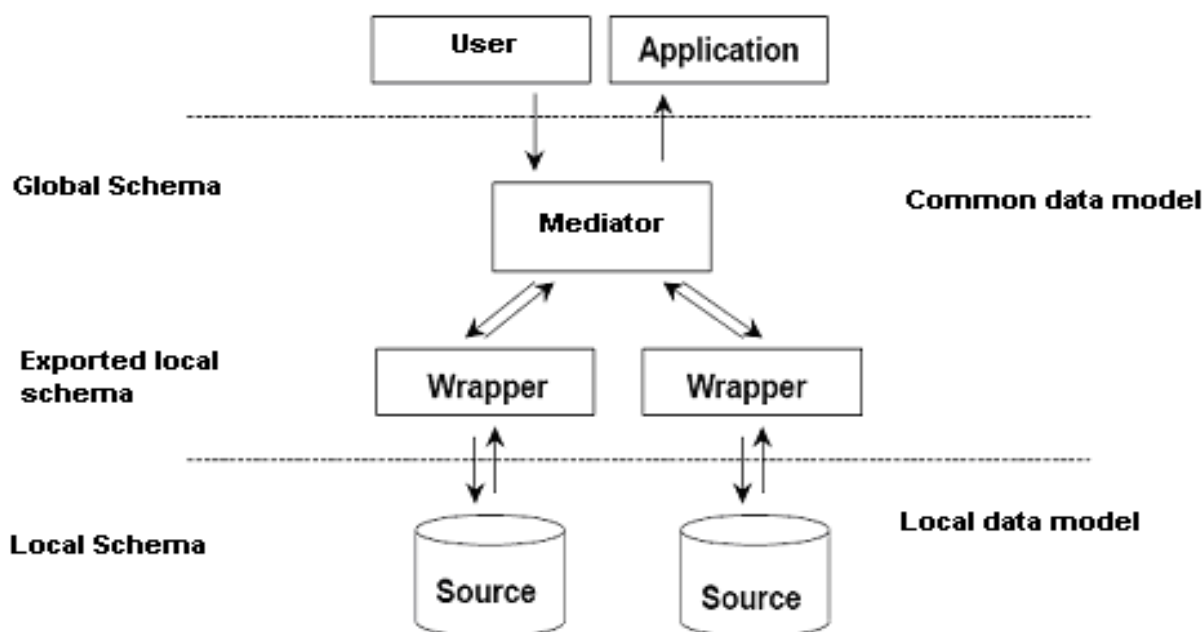 User
Application
Global Schema
Mediator
Common data model
Exported local
schema
Wrapper
Wrapper
Local Schema
Source
Source
Local data model